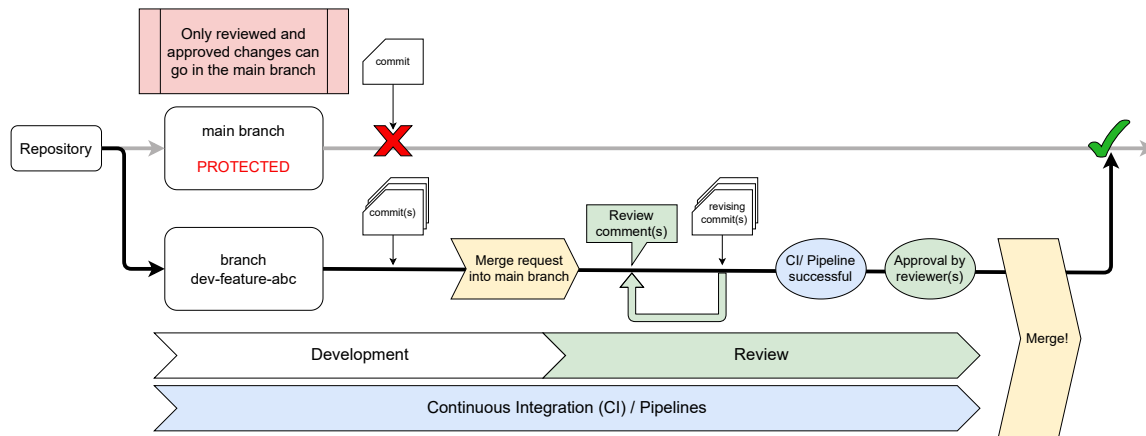 Only reviewed and
approved changes can
go in the main branch
commit
Repository
main branch
PROTECTED
commit(s)
Review
comment(s)
revising
commit(s)
branch
dev-feature-abc
Merge request
into main branch
CI/ Pipeline
successful
Approval by
reviewer(s)
Merge!
Development
Review
Continuous Integration (CI) / Pipelines